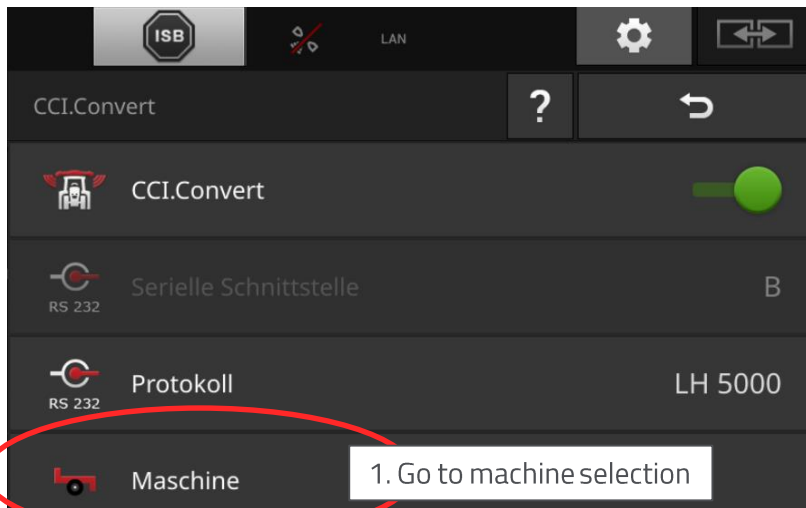 ISB
LAN
CCI.Convert
?
CCI.Convert
RS 232
Serielle Schnittstelle
B
RS 232
Protokoll
LH 5000
Maschine
1. Go to machine selection